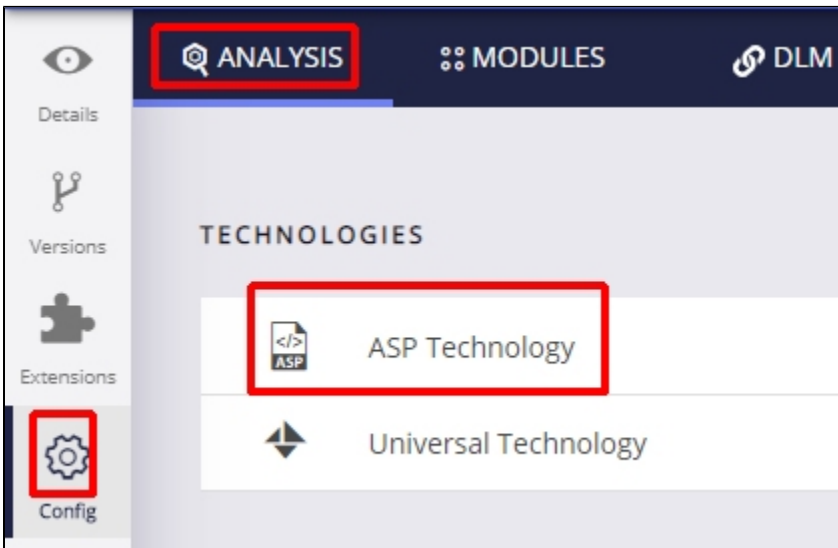 ANALYSIS
MODULES
DLM
Details
Versions
Extensions
Config
TECHNOLOGIES
</>
ASP
ASP Technology
Universal Technology